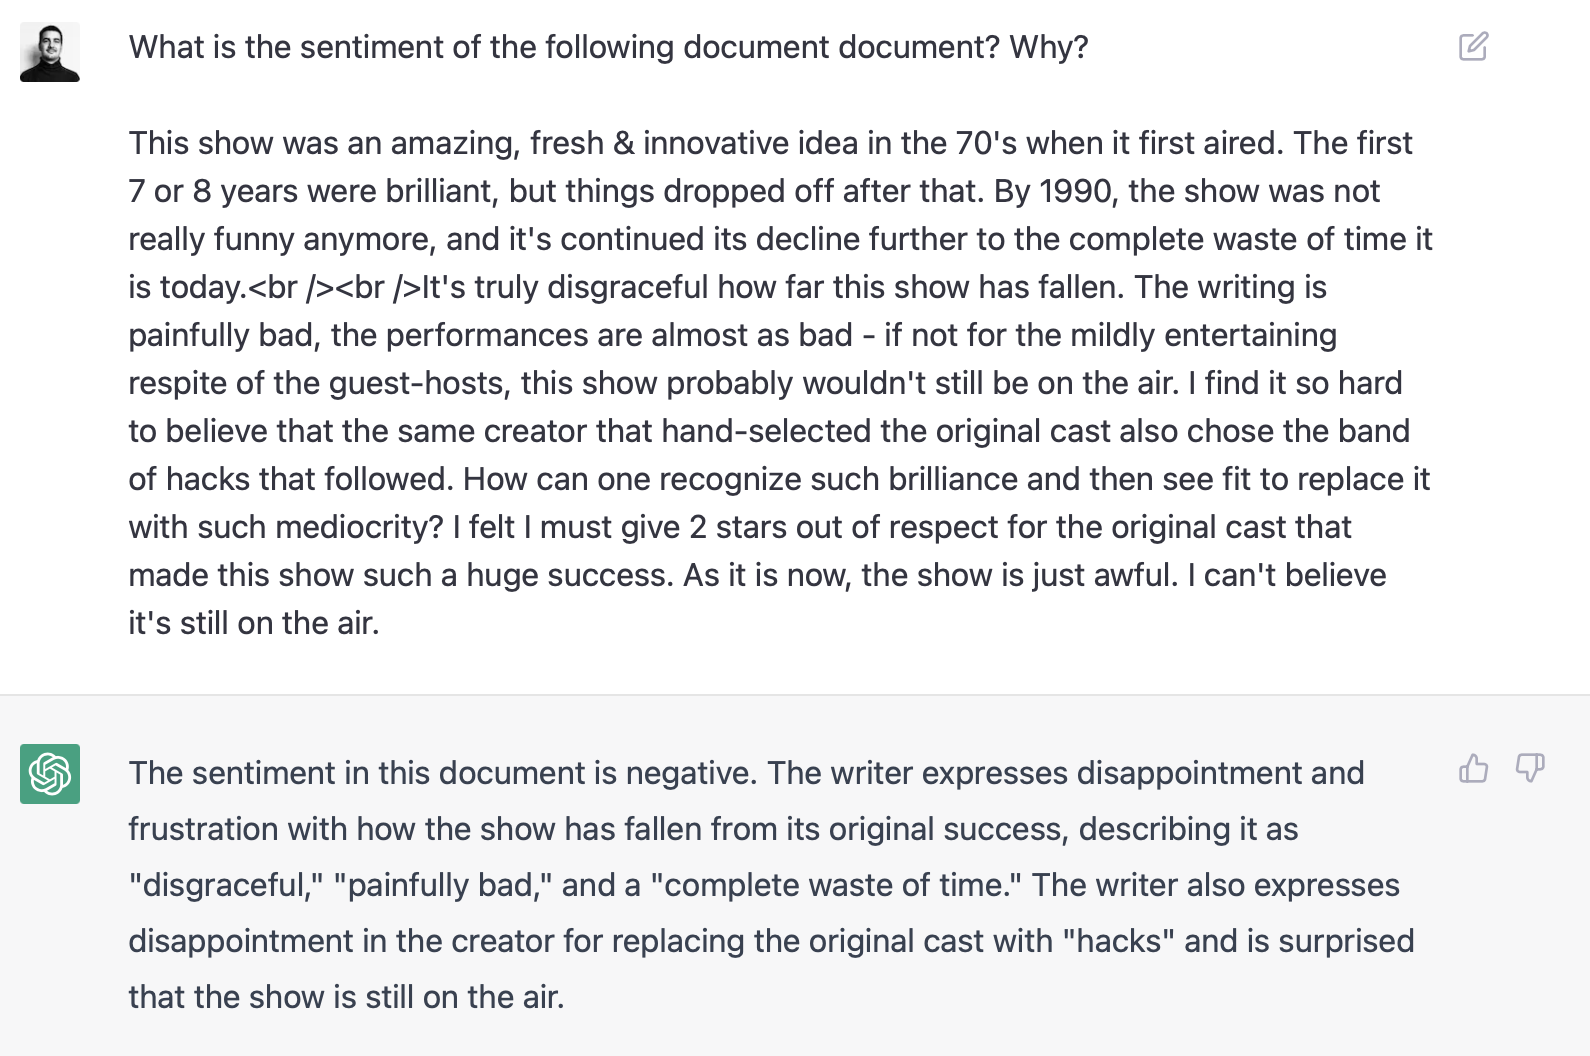 What is the sentiment of the following document document? Why?
This show was an amazing, fresh & innovative idea in the 70's when it first aired. The first
7 or 8 years were brilliant, but things dropped off after that. By 1990, the show was not
really funny anymore, and it's continued its decline further to the complete waste of time it
is today.<br /><br />It's truly disgraceful how far this show has fallen. The writing is
painfully bad, the performances are almost as bad - if not for the mildly entertaining
respite of the guest-hosts, this show probably wouldn't still be on the air. I find it so hard
to believe that the same creator that hand-selected the original cast also chose the band
of hacks that followed. How can one recognize such brilliance and then see fit to replace it
with such mediocrity? I felt I must give 2 stars out of respect for the original cast that
made this show such a huge success. As it is now, the show is just awful. I can't believe
it's still on the air.
The sentiment in this document is negative. The writer expresses disappointment and
frustration with how the show has fallen from its original success, describing it as
"disgraceful," "painfully bad," and a "complete waste of time." The writer also expresses
disappointment in the creator for replacing the original cast with "hacks" and is surprised
that the show is still on the air.